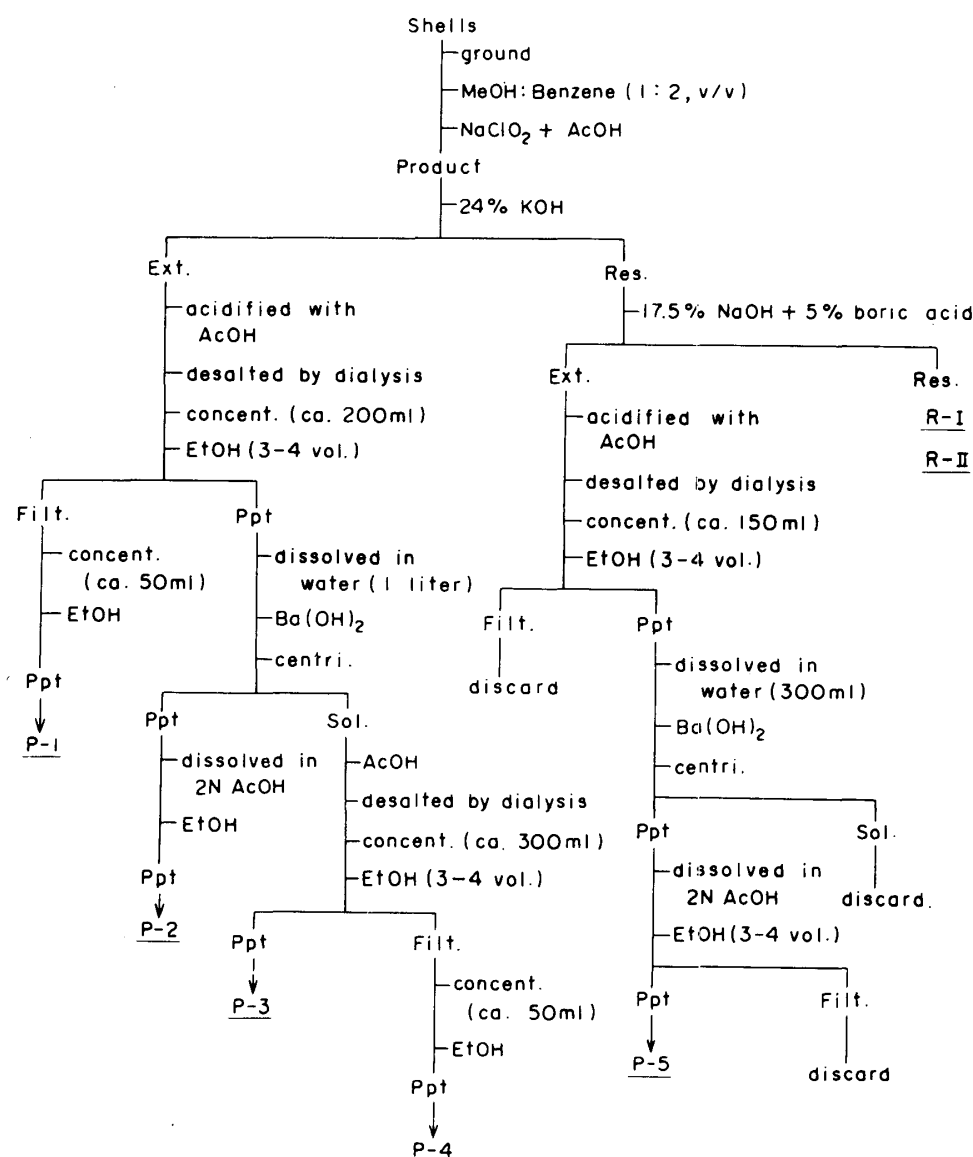 Shells
ground
MeOH: Benzene (1:2, v/v)
NaClO2 + AcOH
Product
24% KOH
Ext.
acidified with
AcOH
desalted by dialysis
concent. (ca. 200ml)
EtOH (3-4 vol.)
Filt.
concent.
(ca. 50ml)
EtOH
Ppt
P-1
Ppt
dissolved in
water (1 liter)
Ba(OH)2
centri.
Ppt
dissolved in
2N AcOH
EtOH
Ppt
P-2
Sol.
AcOH
desalted by dialysis
concent. (ca. 300ml)
EtOH (3-4 vol.)
Ppt
P-3
Filt.
concent.
(ca. 50ml)
EtOH
Ppt
P-4
Res.
17.5% NaOH + 5% boric acid
Ext.
acidified with
AcOH
desalted by dialysis
concent. (ca. 150ml)
EtOH (3-4 vol.)
Filt.
discard
Ppt
dissolved in
water (300ml)
Ba(OH)2
centri.
Ppt
dissolved in
2N AcOH
EtOH (3-4 vol.)
Ppt
P-5
Filt.
discard
Sol.
discard.
Res.
R-I
R-II